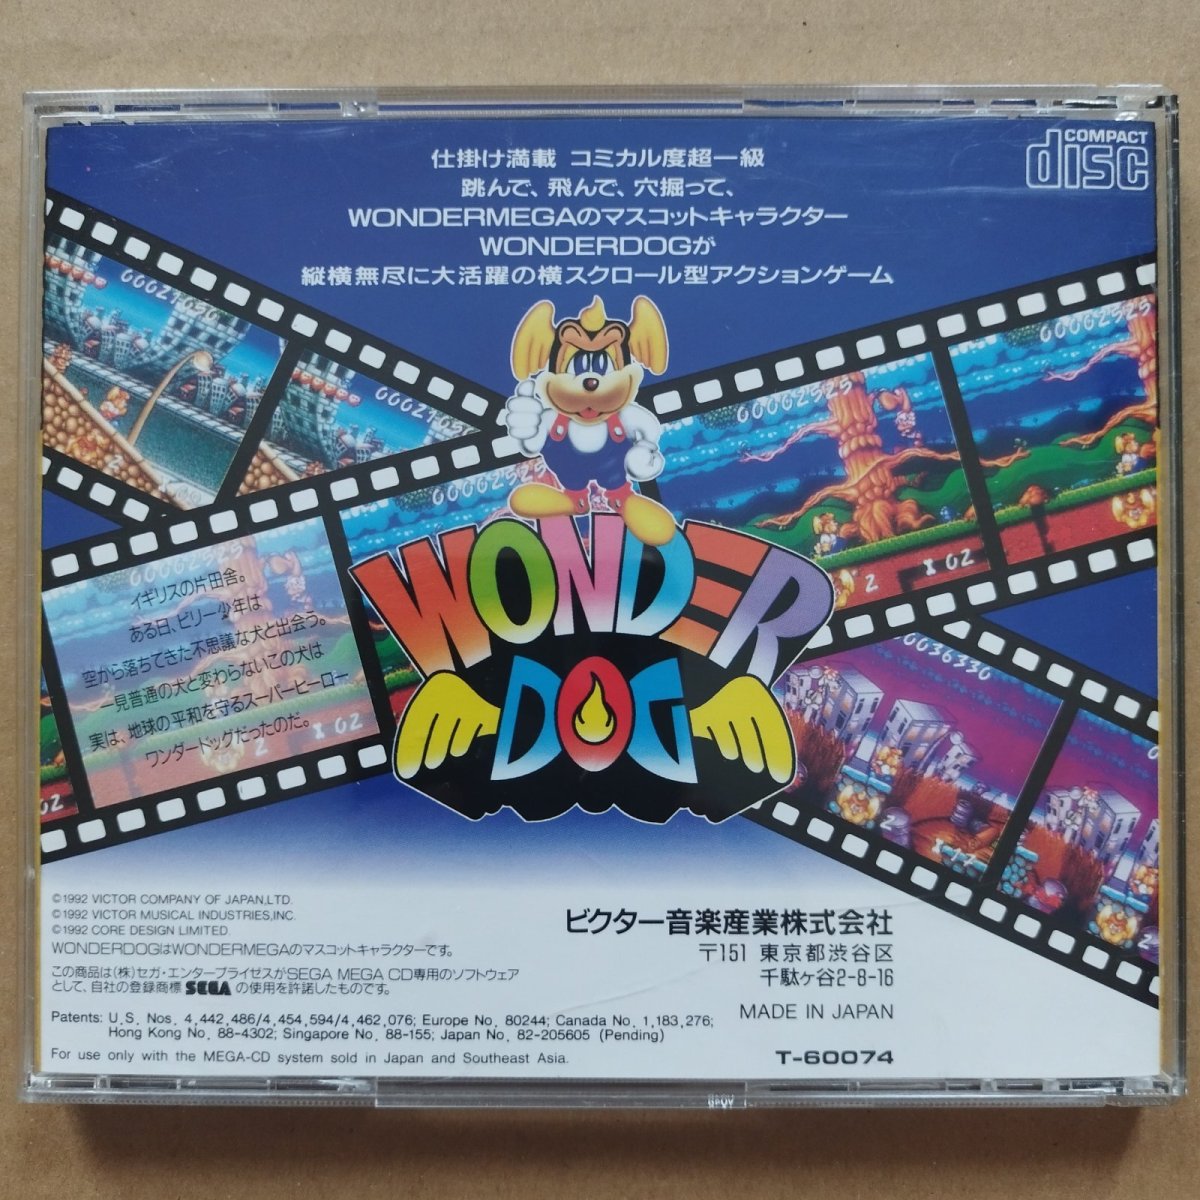 仕掛け満載 コミカル度超一級
跳んで、飛んで、穴掘って、
WONDERMEGAのマスコットキャラクター
WONDERDOGが
縦横無尽に大活躍の横スクロール型アクションゲーム
COMPACT
disc
00021050
00021050
00002525
00002525
00002525
2
X 02
イギリスの片田舎。
ある日、ビリー少年は
空から落ちてきた不思議な犬と出会う。
一見普通の犬と変わらないこの犬は
実は、地球の平和を守るスーパーヒーロー
ワンダードッグだったのだ。
X 02
WONDER
DOG
0036330
2
X 17
©1992 VICTOR COMPANY OF JAPAN,LTD.
©1992 VICTOR MUSICAL INDUSTRIES,INC.
©1992 CORE DESIGN LIMITED.
WONDERDOGはWONDERMEGAのマスコットキャラクターです。
この商品は(株)セガ・エンタープライゼスがSEGA MEGA CD専用のソフトウェア
として、自社の登録商標 SEGA の使用を許諾したものです。
Patents: U.S. Nos. 4,442,486/4,454,594/4,462,076; Europe No. 80244; Canada No. 1,183,276;
Hong Kong No. 88-4302; Singapore No. 88-155; Japan No. 82-205605 (Pending)
For use only with the MEGA-CD system sold in Japan and Southeast Asia.
ビクター音楽産業株式会社
〒151 東京都渋谷区
千駄ヶ谷2-8-16
MADE IN JAPAN
T-60074